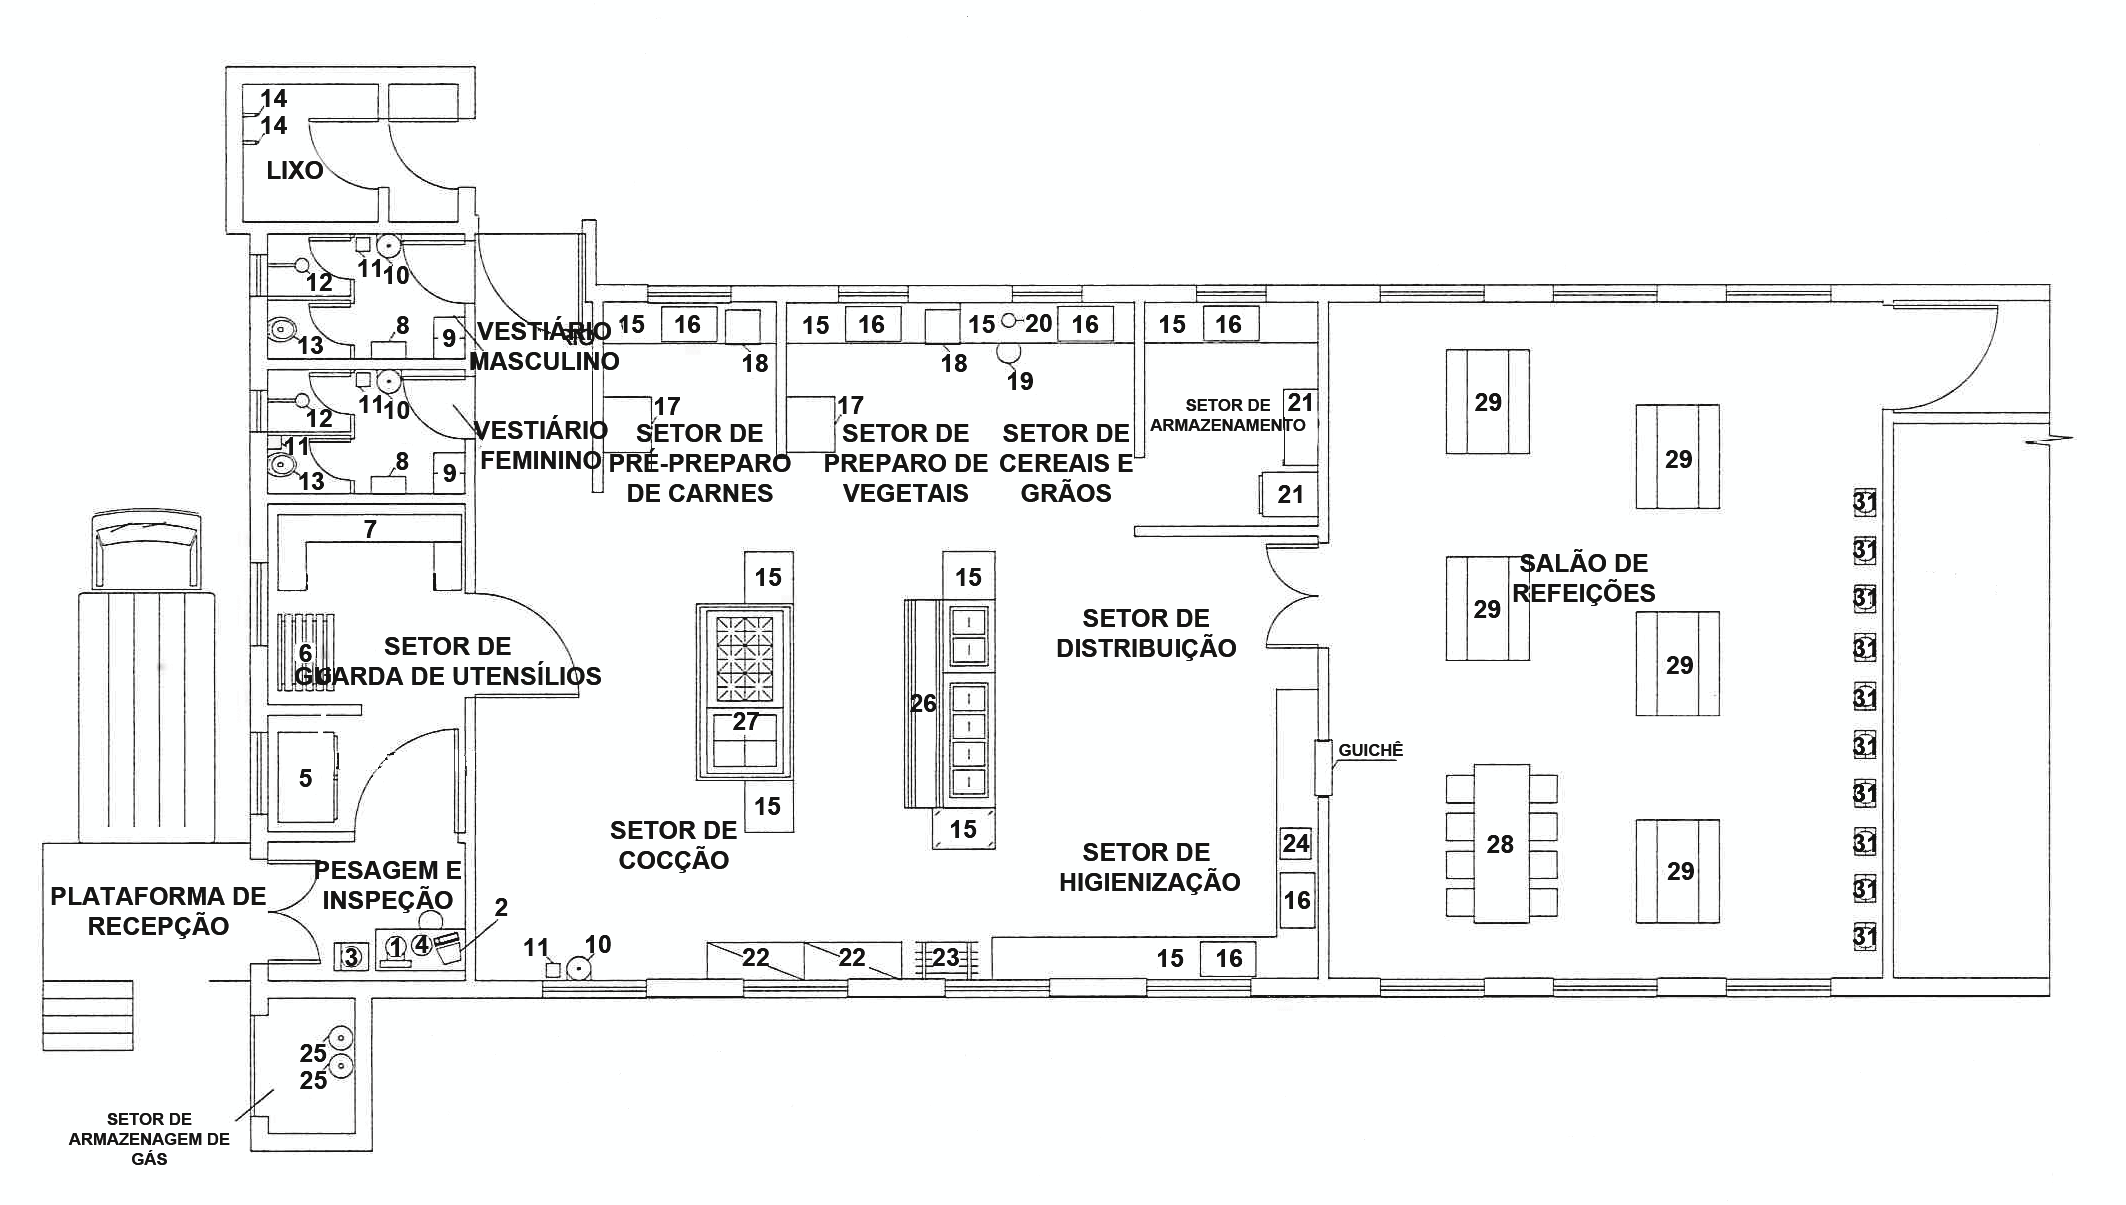 14
14
LIXO
11
10
12
8
13
9
VESTIÁRIO
MASCULINO
15
16
18
15
16
18
15
20
16
19
15
16
11
10
12
11
8
13
9
VESTIÁRIO
FEMININO
17
SETOR DE
PRÉ-PREPARO
DE CARNES
17
SETOR DE
PREPARO DE
VEGETAIS
SETOR DE
CEREAIS E
GRÃOS
SETOR DE
ARMAZENAMENTO
21
21
29
29
29
29
29
28
SALÃO DE
REFEIÇÕES
31
31
31
31
31
31
31
31
31
31
7
6
SETOR DE
GUARDA DE UTENSÍLIOS
5
15
27
15
15
26
15
SETOR DE
DISTRIBUIÇÃO
GUICHÊ
SETOR DE
COCÇÃO
SETOR DE
HIGIENIZAÇÃO
24
16
PLATAFORMA DE
RECEPÇÃO
PESAGEM E
INSPEÇÃO
2
3
1
4
11
10
22
22
23
15
16
25
25
SETOR DE
ARMAZENAGEM DE
GÁS